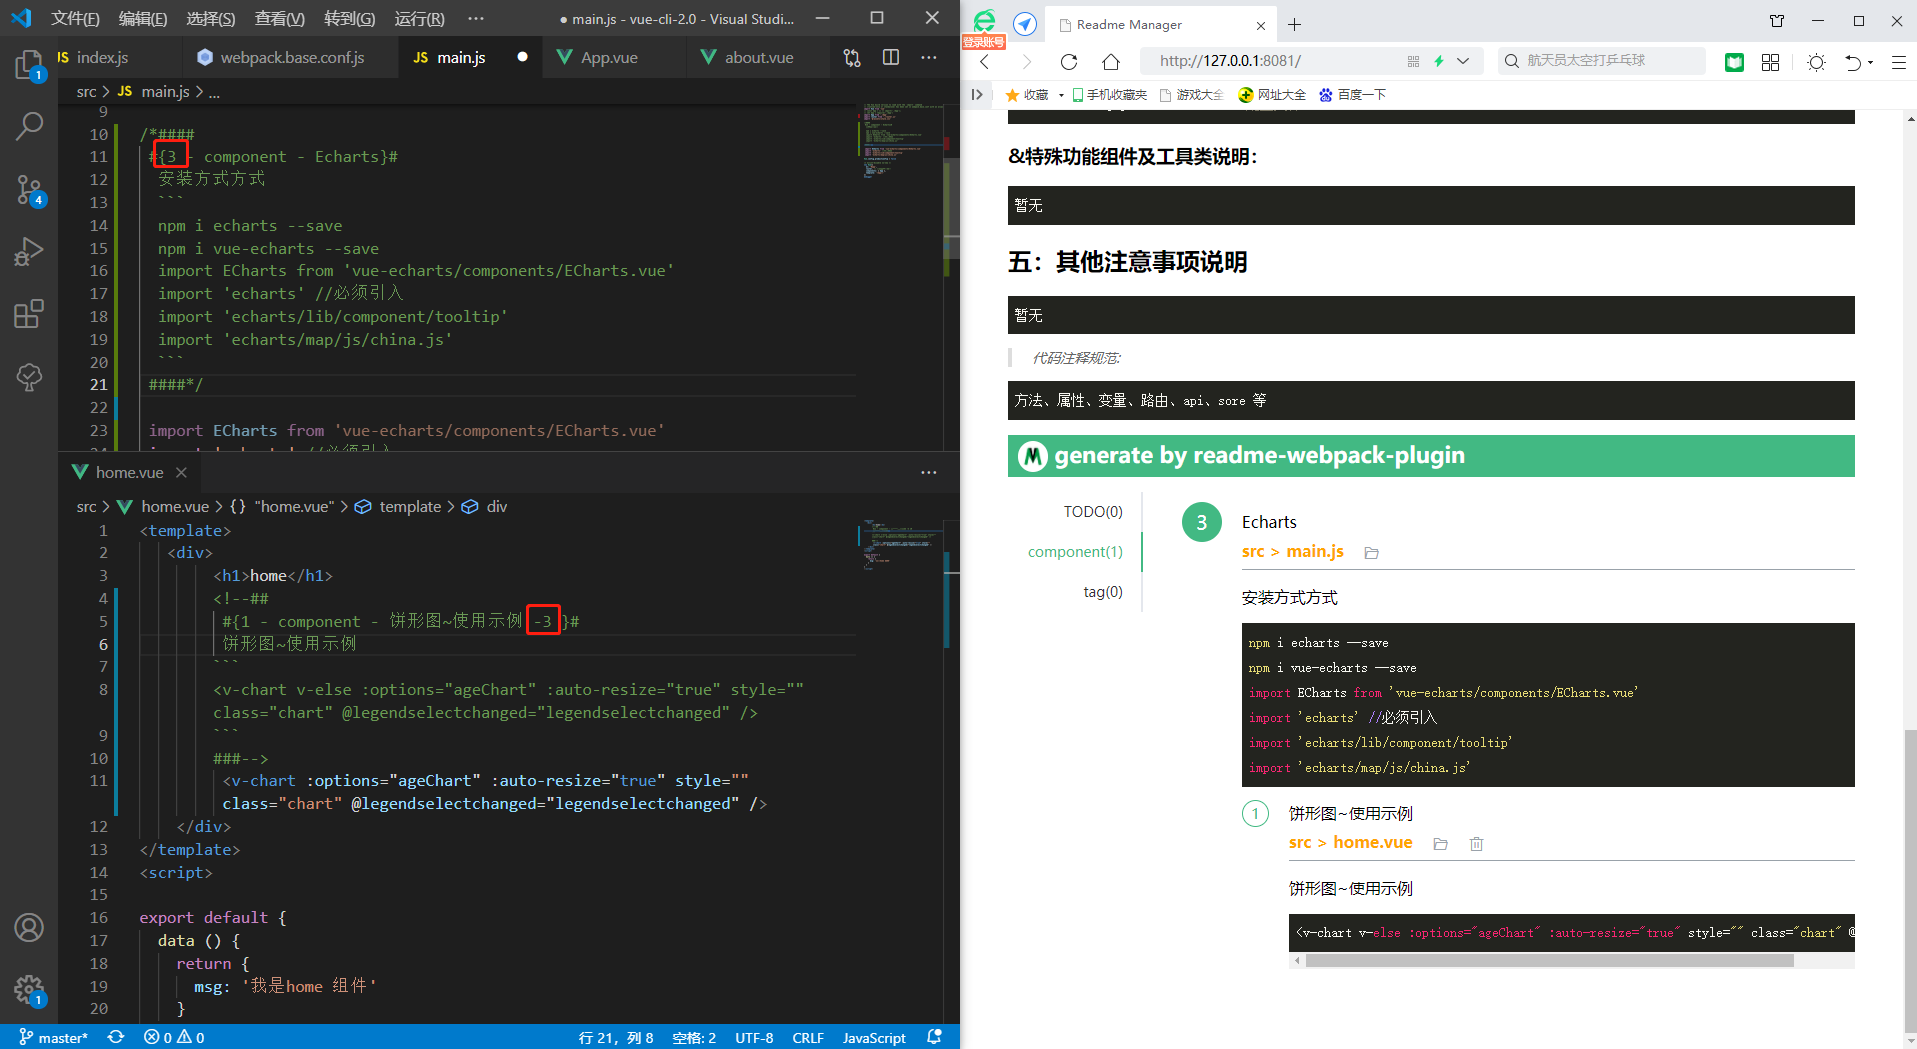 文件(F) 编辑(E) 选择(S) 查看(V) 转到(G) 运行(R) ··· ● main.js - vue-cli-2.0 - Visual Studi...
JS index.js webpack.base.conf.js JS main.js ● App.vue about.vue ···
src > JS main.js > ...
9
10 /*####
11 #{3 - component - Echarts}#
12 安装方式方式
13 ```
14 npm i echarts --save
15 npm i vue-echarts --save
16 import ECharts from 'vue-echarts/components/ECharts.vue'
17 import 'echarts' //必须引入
18 import 'echarts/lib/component/tooltip'
19 import 'echarts/map/js/china.js'
20 ```
21 ####*/
22
23 import ECharts from 'vue-echarts/components/ECharts.vue'
1
4
1
home.vue ···
src > home.vue > {} "home.vue" > template > div
1 <template>
2 <div>
3 <h1>home</h1>
4 <!--##
5 #{1 - component - 饼形图~使用示例 -3 }#
6 饼形图~使用示例
7 ```
8 <v-chart v-else :options="ageChart" :auto-resize="true" style=""
class="chart" @legendselectchanged="legendselectchanged" />
9 ```
10 ###-->
11 <v-chart :options="ageChart" :auto-resize="true" style=""
class="chart" @legendselectchanged="legendselectchanged" />
12 </div>
13 </template>
14 <script>
15
16 export default {
17 data () {
18 return {
19 msg: '我是home 组件'
20 }
master* 0 0 行 21，列 8 空格: 2 UTF-8 CRLF JavaScript
登录账号
Readme Manager
http://127.0.0.1:8081/
航天员太空打乒乓球
收藏 手机收藏夹 游戏大全 网址大全 百度一下
&特殊功能组件及工具类说明：
暂无
五：其他注意事项说明
暂无
代码注释规范:
方法、属性、变量、路由、api、sore 等
M generate by readme-webpack-plugin
TODO(0)
component(1)
tag(0)
3 Echarts
src > main.js
安装方式方式
npm i echarts --save
npm i vue-echarts --save
import ECharts from 'vue-echarts/components/ECharts.vue'
import 'echarts' //必须引入
import 'echarts/lib/component/tooltip'
import 'echarts/map/js/china.js'
1 饼形图~使用示例
src > home.vue
饼形图~使用示例
<v-chart v-else :options="ageChart" :auto-resize="true" style="" class="chart" @